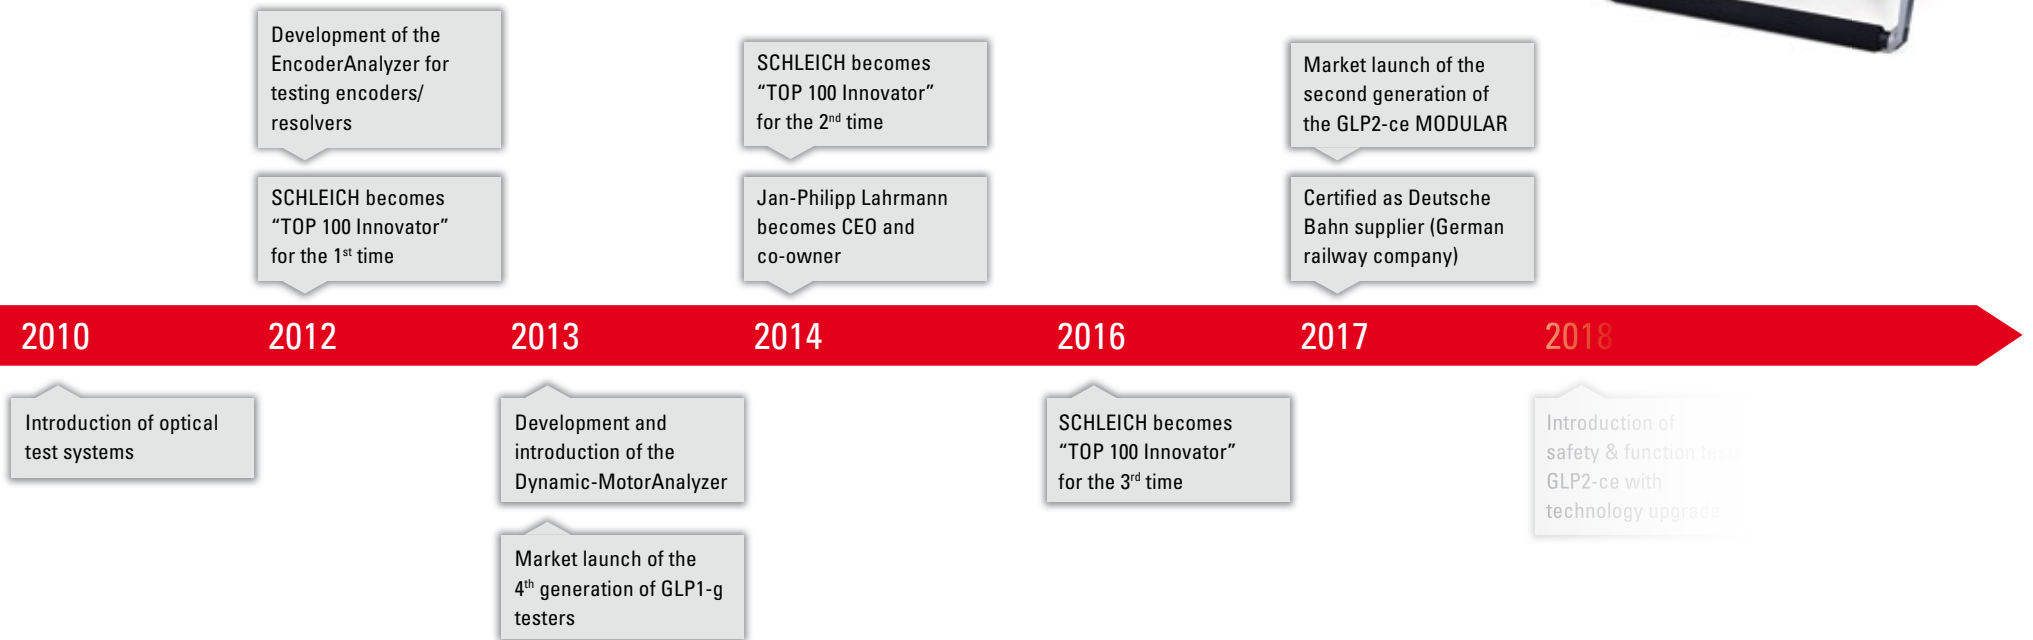 Development of the
EncoderAnalyzer for
testing encoders/
resolvers
SCHLEICH becomes
“TOP 100 Innovator”
for the 1st time
SCHLEICH becomes
“TOP 100 Innovator”
for the 2nd time
Jan-Philipp Lahrmann
becomes CEO and
co-owner
Market launch of the
second generation of
the GLP2-ce MODULAR
Certified as Deutsche
Bahn supplier (German
railway company)
2010
2012
2013
2014
2016
2017
2018
Introduction of optical
test systems
Development and
introduction of the
Dynamic-MotorAnalyzer
Market launch of the
4th generation of GLP1-g
testers
SCHLEICH becomes
“TOP 100 Innovator”
for the 3rd time
Introduction of
safety & function
GLP2-ce with
technology upgrade